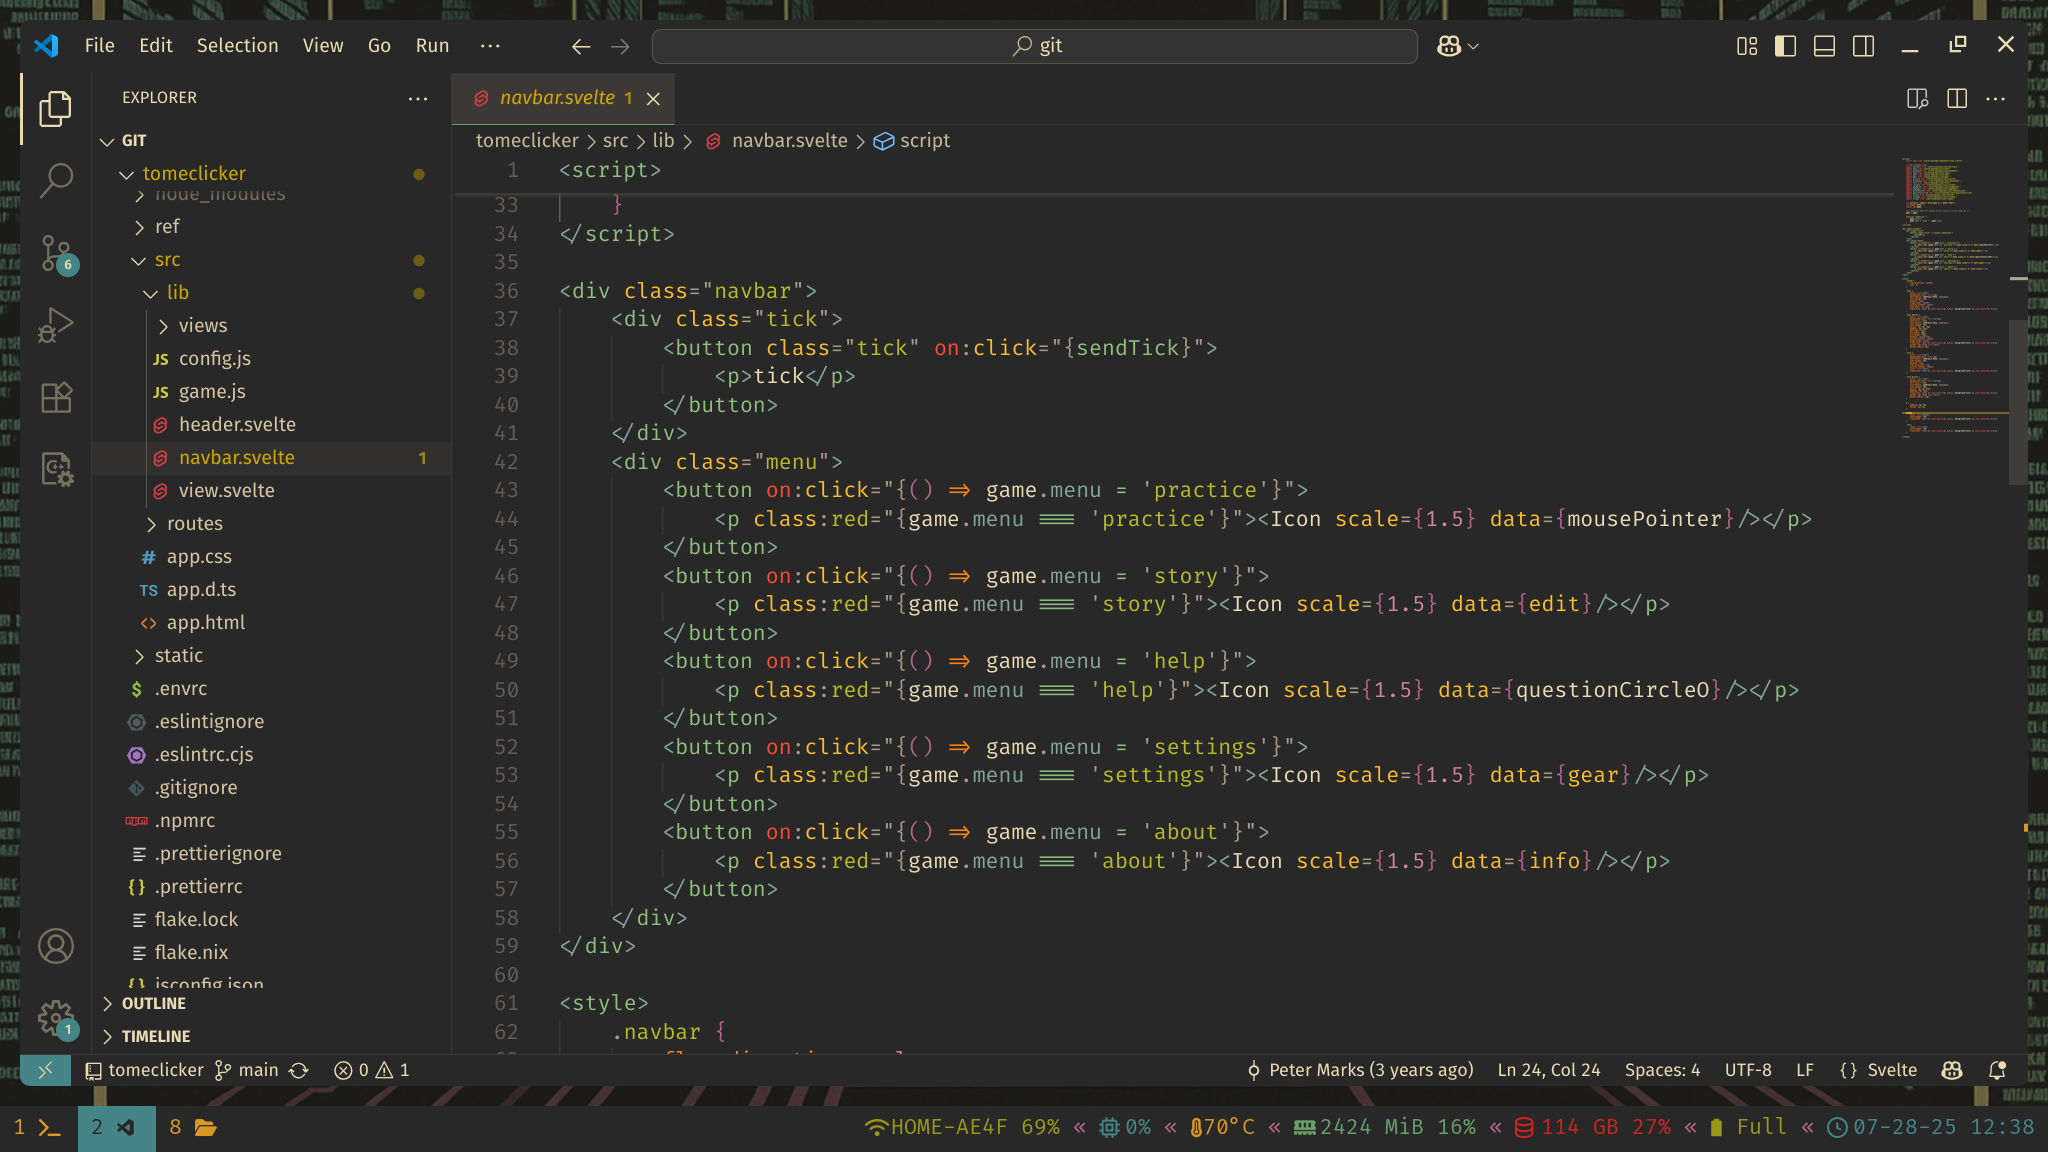 File Edit Selection View Go Run ···
git
EXPLORER
GIT
tomeclicker
node_modules
ref
src
lib
views
JS config.js
JS game.js
header.svelte
navbar.svelte 1
view.svelte
routes
# app.css
TS app.d.ts
<> app.html
static
$ .envrc
.eslintignore
.eslintrc.cjs
.gitignore
.npmrc
.prettierignore
{} .prettierrc
flake.lock
flake.nix
{} jsconfig.json
OUTLINE
TIMELINE
6
1
navbar.svelte 1
tomeclicker > src > lib > navbar.svelte > script
1 <script>
33 }
34 </script>
35
36 <div class="navbar">
37 <div class="tick">
38 <button class="tick" on:click="{sendTick}">
39 <p>tick</p>
40 </button>
41 </div>
42 <div class="menu">
43 <button on:click="{() => game.menu = 'practice'}">
44 <p class:red="{game.menu === 'practice'}"><Icon scale={1.5} data={mousePointer}/></p>
45 </button>
46 <button on:click="{() => game.menu = 'story'}">
47 <p class:red="{game.menu === 'story'}"><Icon scale={1.5} data={edit}/></p>
48 </button>
49 <button on:click="{() => game.menu = 'help'}">
50 <p class:red="{game.menu === 'help'}"><Icon scale={1.5} data={questionCircleO}/></p>
51 </button>
52 <button on:click="{() => game.menu = 'settings'}">
53 <p class:red="{game.menu === 'settings'}"><Icon scale={1.5} data={gear}/></p>
54 </button>
55 <button on:click="{() => game.menu = 'about'}">
56 <p class:red="{game.menu === 'about'}"><Icon scale={1.5} data={info}/></p>
57 </button>
58 </div>
59 </div>
60
61 <style>
62 .navbar {
tomeclicker main 0 1 Peter Marks (3 years ago) Ln 24, Col 24 Spaces: 4 UTF-8 LF {} Svelte
1 2 8 HOME-AE4F 69% « 0% « 70°C « 2424 MiB 16% « 114 GB 27% « Full « 07-28-25 12:38